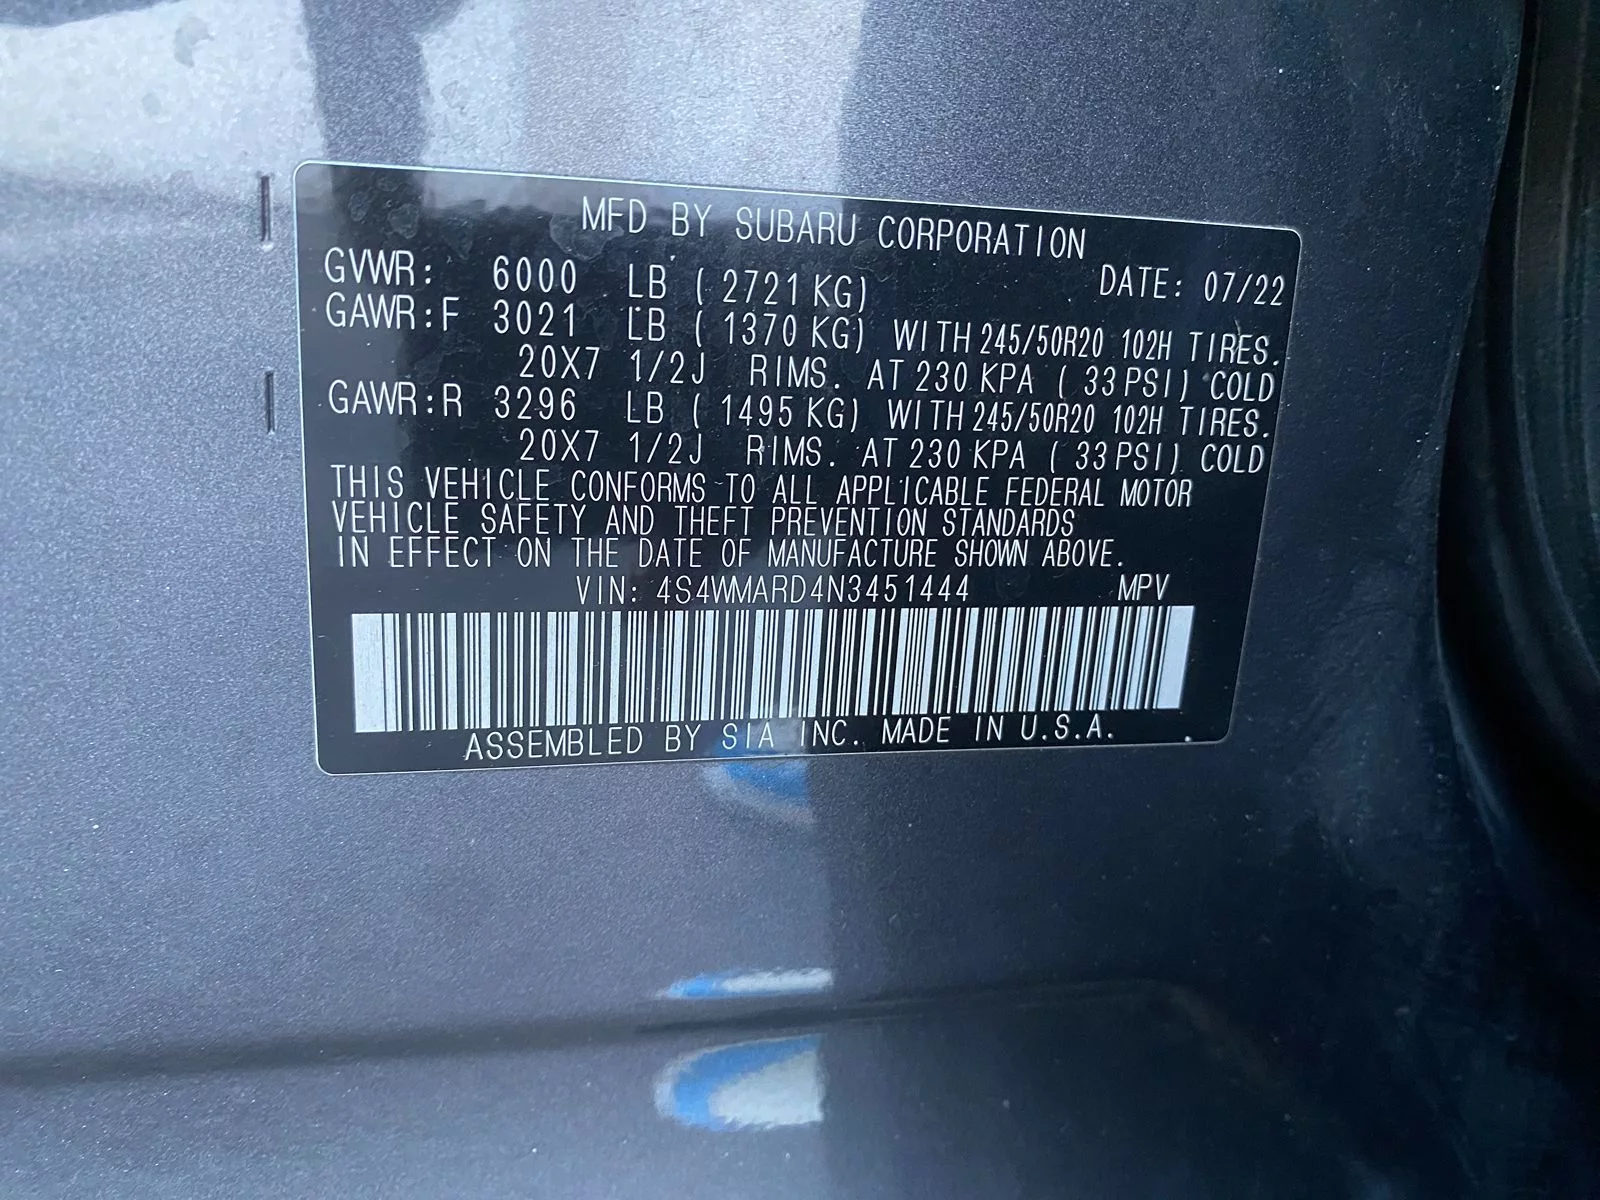 MFD BY SUBARU CORPORATION
GVWR: 6000 LB (2721 KG) DATE: 07/22
GAWR:F 3021 LB (1370 KG) WITH 245/50R20 102H TIRES.
20X7 1/2J RIMS. AT 230 KPA (33 PSI) COLD
GAWR:R 3296 LB (1495 KG) WITH 245/50R20 102H TIRES.
20X7 1/2J RIMS. AT 230 KPA (33 PSI) COLD
THIS VEHICLE CONFORMS TO ALL APPLICABLE FEDERAL MOTOR
VEHICLE SAFETY AND THEFT PREVENTION STANDARDS
IN EFFECT ON THE DATE OF MANUFACTURE SHOWN ABOVE.
VIN: 4S4WMARD4N3451444 MPV
ASSEMBLED BY SIA INC. MADE IN U.S.A.